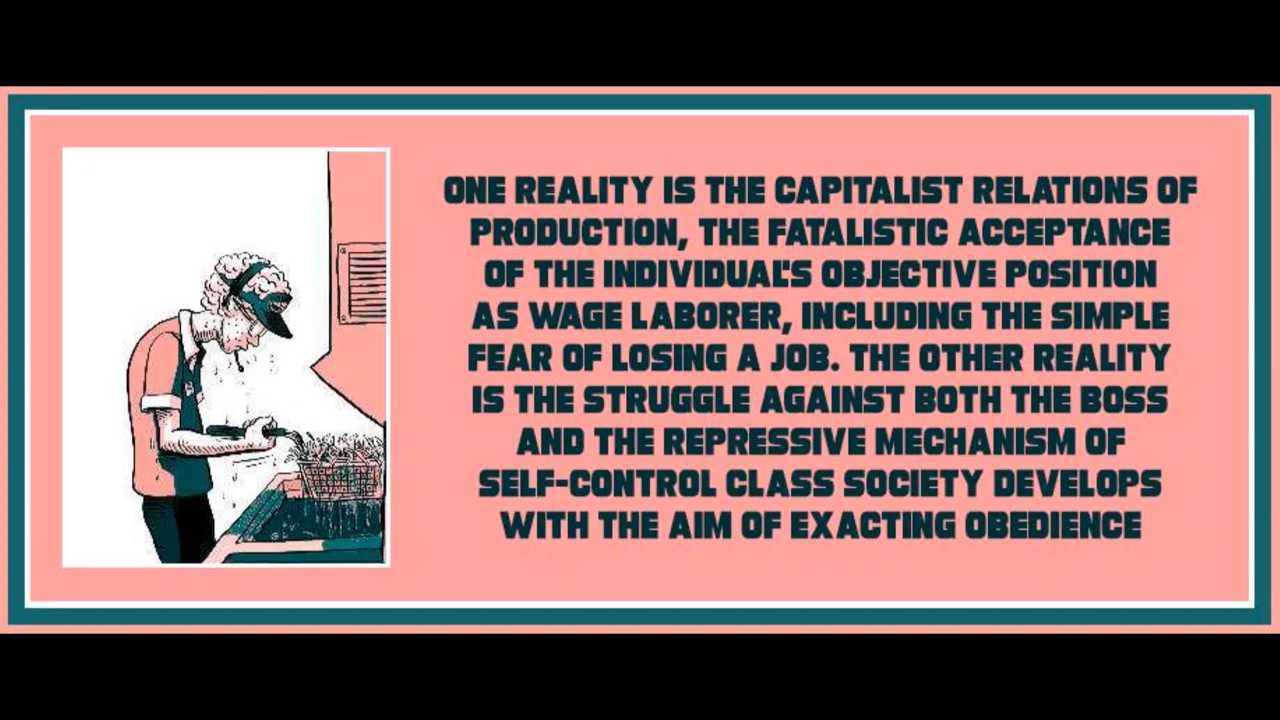 ONE REALITY IS THE CAPITALIST RELATIONS OF
PRODUCTION, THE FATALISTIC ACCEPTANCE
OF THE INDIVIDUAL'S OBJECTIVE POSITION
AS WAGE LABORER, INCLUDING THE SIMPLE
FEAR OF LOSING A JOB. THE OTHER REALITY
IS THE STRUGGLE AGAINST BOTH THE BOSS
AND THE REPRESSIVE MECHANISM OF
SELF-CONTROL CLASS SOCIETY DEVELOPS
WITH THE AIM OF EXACTING OBEDIENCE